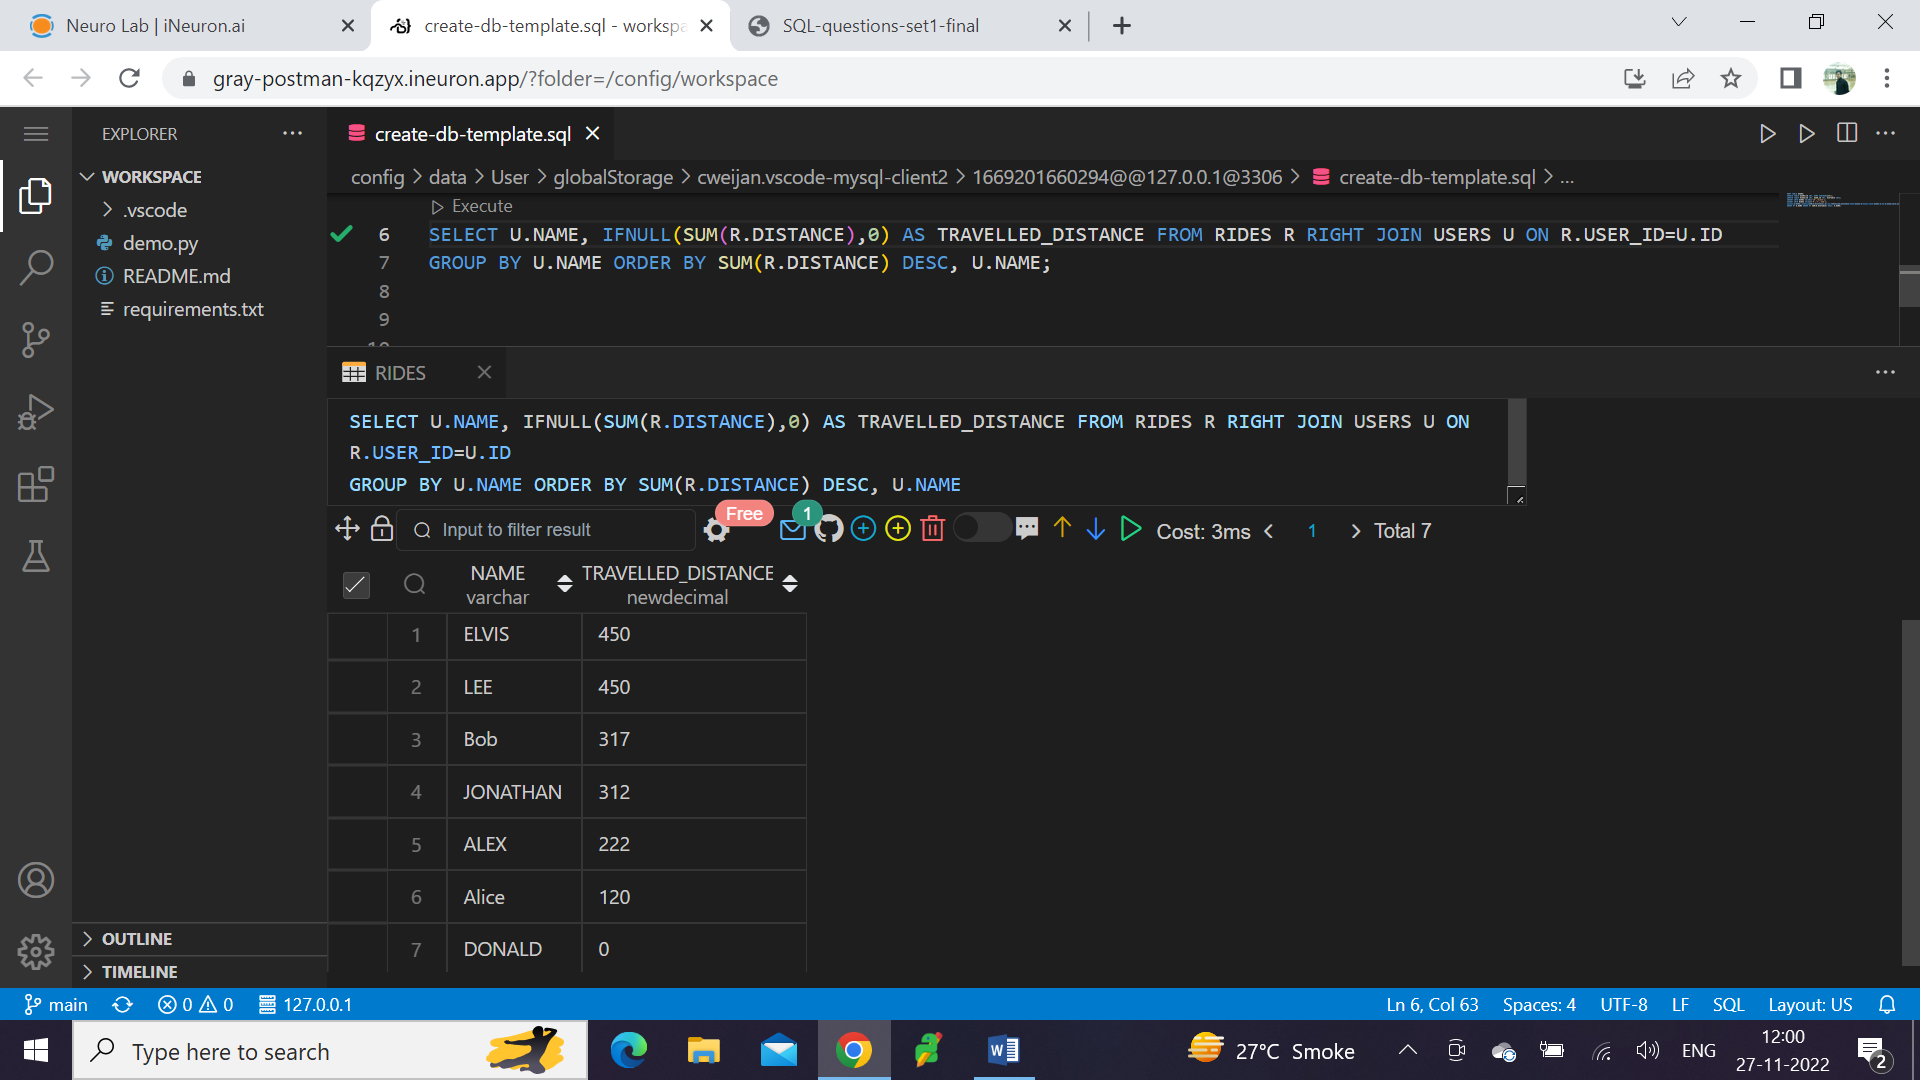 Neuro Lab | iNeuron.ai
create-db-template.sql - workspa
SQL-questions-set1-final
gray-postman-kqzyx.ineuron.app/?folder=/config/workspace
EXPLORER
create-db-template.sql
WORKSPACE
.vscode
demo.py
README.md
requirements.txt
config > data > User > globalStorage > cweijan.vscode-mysql-client2 > 1669201660294@@127.0.0.1@3306 > create-db-template.sql > ...
Execute
6 SELECT U.NAME, IFNULL(SUM(R.DISTANCE),0) AS TRAVELLED_DISTANCE FROM RIDES R RIGHT JOIN USERS U ON R.USER_ID=U.ID
7 GROUP BY U.NAME ORDER BY SUM(R.DISTANCE) DESC, U.NAME;
8
9
RIDES
SELECT U.NAME, IFNULL(SUM(R.DISTANCE),0) AS TRAVELLED_DISTANCE FROM RIDES R RIGHT JOIN USERS U ON
R.USER_ID=U.ID
GROUP BY U.NAME ORDER BY SUM(R.DISTANCE) DESC, U.NAME
Input to filter result
Free
1
Cost: 3ms < 1 > Total 7
NAME TRAVELLED_DISTANCE
varchar newdecimal
1 ELVIS 450
2 LEE 450
3 Bob 317
4 JONATHAN 312
5 ALEX 222
6 Alice 120
7 DONALD 0
OUTLINE
TIMELINE
main 0 0 127.0.0.1
Ln 6, Col 63 Spaces: 4 UTF-8 LF SQL Layout: US
Type here to search
27°C Smoke
ENG
12:00
27-11-2022
2